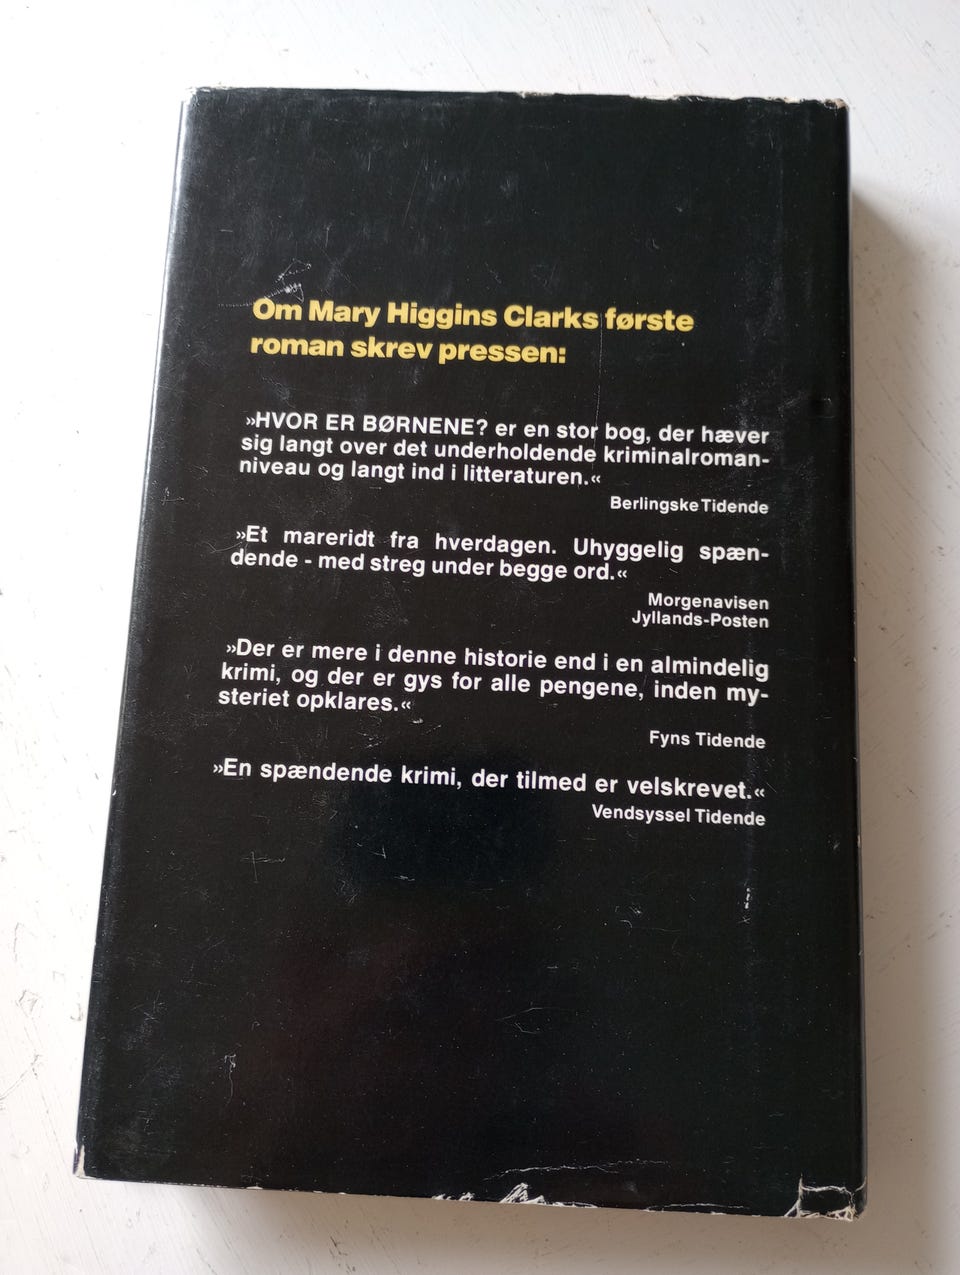 Om Mary Higgins Clarks første
roman skrev pressen:
»HVOR ER BØRNENE? er en stor bog, der hæver
sig langt over det underholdende kriminalroman-
niveau og langt ind i litteraturen.«
Berlingske Tidende
»Et mareridt fra hverdagen. Uhyggelig spæn-
dende - med streg under begge ord.«
Morgenavisen
Jyllands-Posten
»Der er mere i denne historie end i en almindelig
krimi, og der er gys for alle pengene, inden my-
steriet opklares.«
Fyns Tidende
»En spændende krimi, der tilmed er velskrevet.«
Vendsyssel Tidende